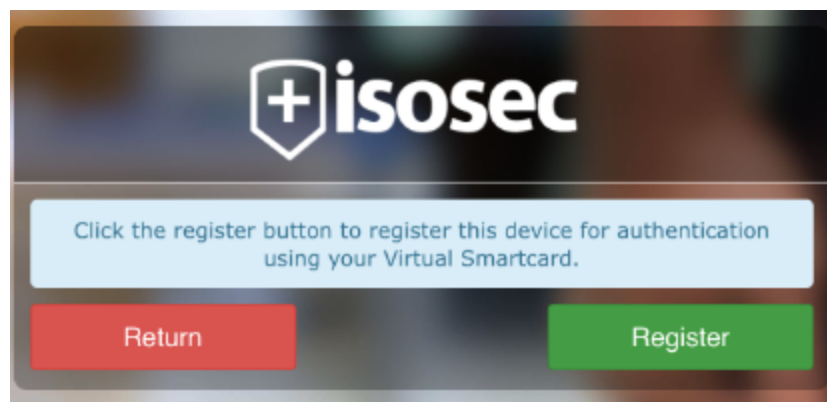 isosec
Click the register button to register this device for authentication
using your Virtual Smartcard.
Return
Register